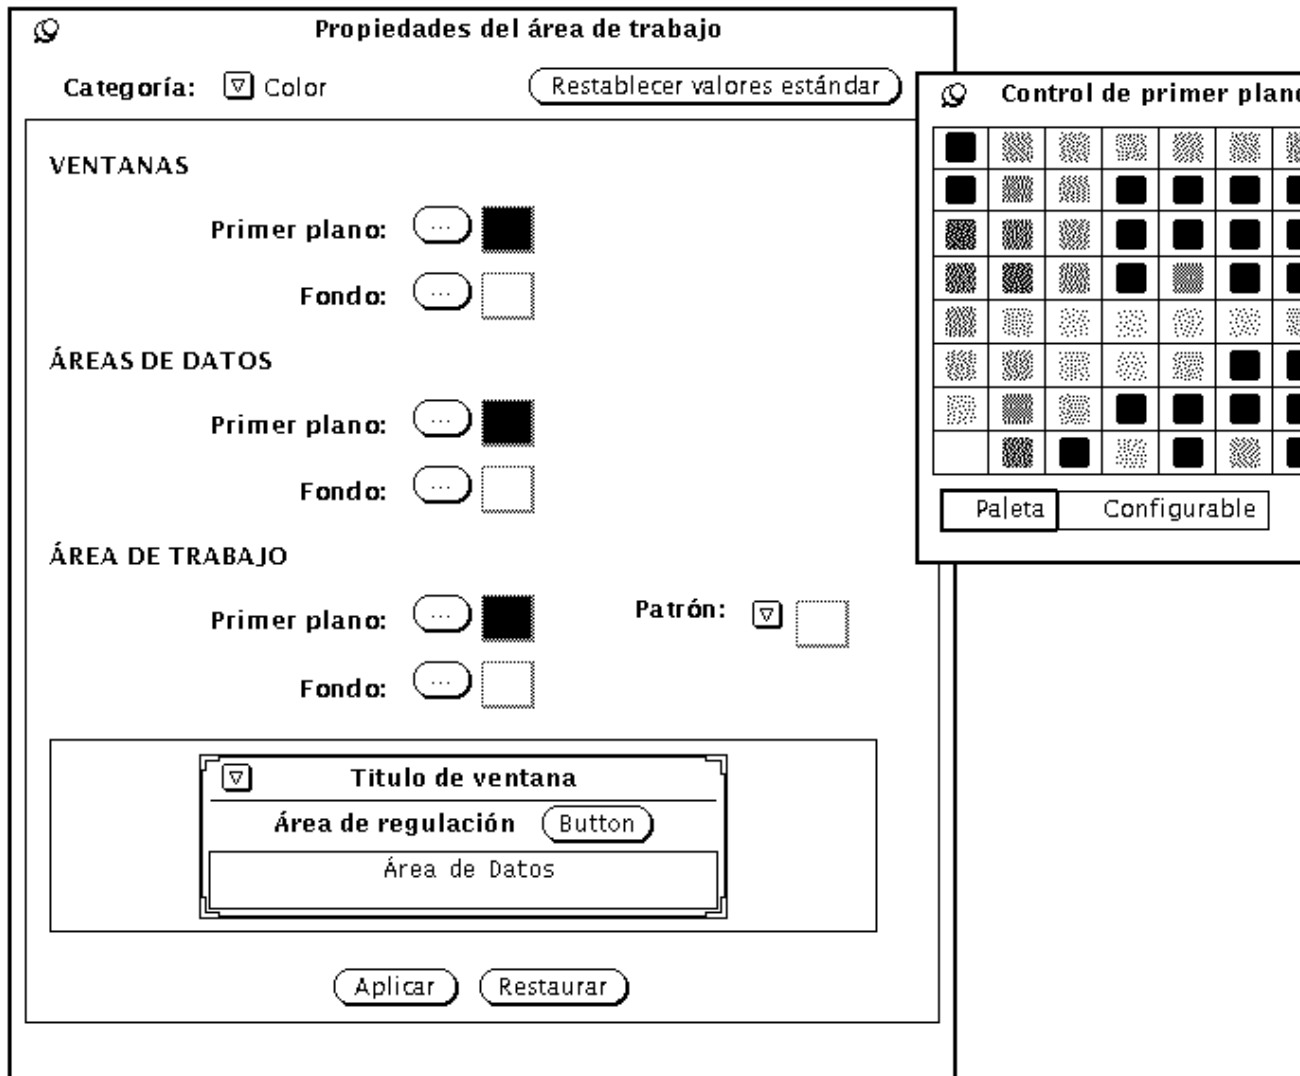 Propiedades del área de trabajo
Categoría: Color
Restablecer valores estándar
VENTANAS
Primer plano: ...
Fondo: ...
ÁREAS DE DATOS
Primer plano: ...
Fondo: ...
ÁREA DE TRABAJO
Primer plano: ...
Patrón:
Fondo: ...
Titulo de ventana
Área de regulación Button
Área de Datos
Aplicar Restaurar
Control de primer plano
Paleta Configurable